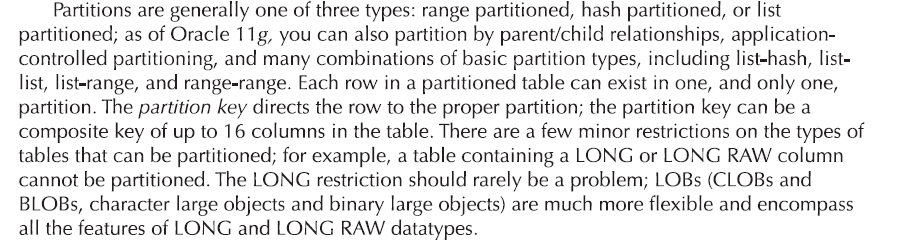 Partitions are generally one of three types: range partitioned, hash partitioned, or list
partitioned; as of Oracle 11g, you can also partition by parent/child relationships, application-
controlled partitioning, and many combinations of basic partition types, including list-hash, list-
list, list-range, and range-range. Each row in a partitioned table can exist in one, and only one,
partition. The partition key directs the row to the proper partition; the partition key can be a
composite key of up to 16 columns in the table. There are a few minor restrictions on the types of
tables that can be partitioned; for example, a table containing a LONG or LONG RAW column
cannot be partitioned. The LONG restriction should rarely be a problem; LOBs (CLOBs and
BLOBs, character large objects and binary large objects) are much more flexible and encompass
all the features of LONG and LONG RAW datatypes.